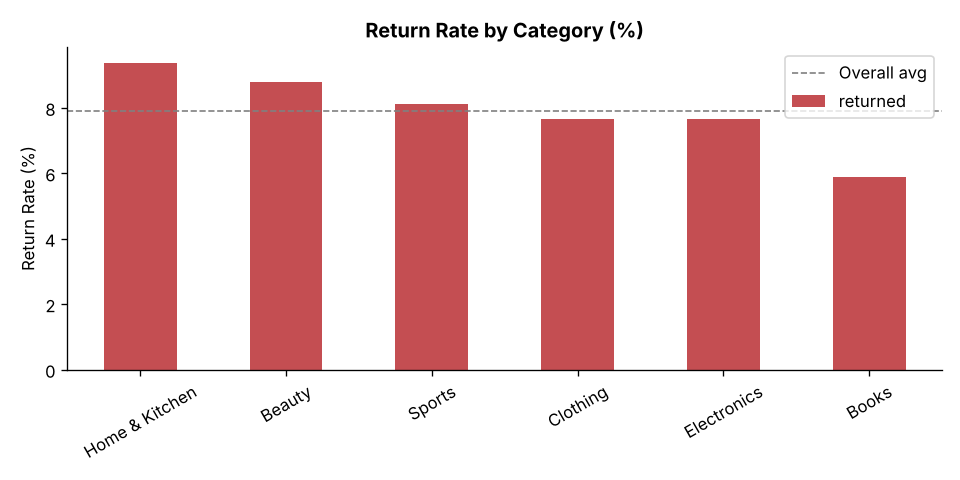 Return Rate by Category (%)
Overall avg
returned
Return Rate (%)
8
6
4
2
0
Home & Kitchen
Beauty
Sports
Clothing
Electronics
Books